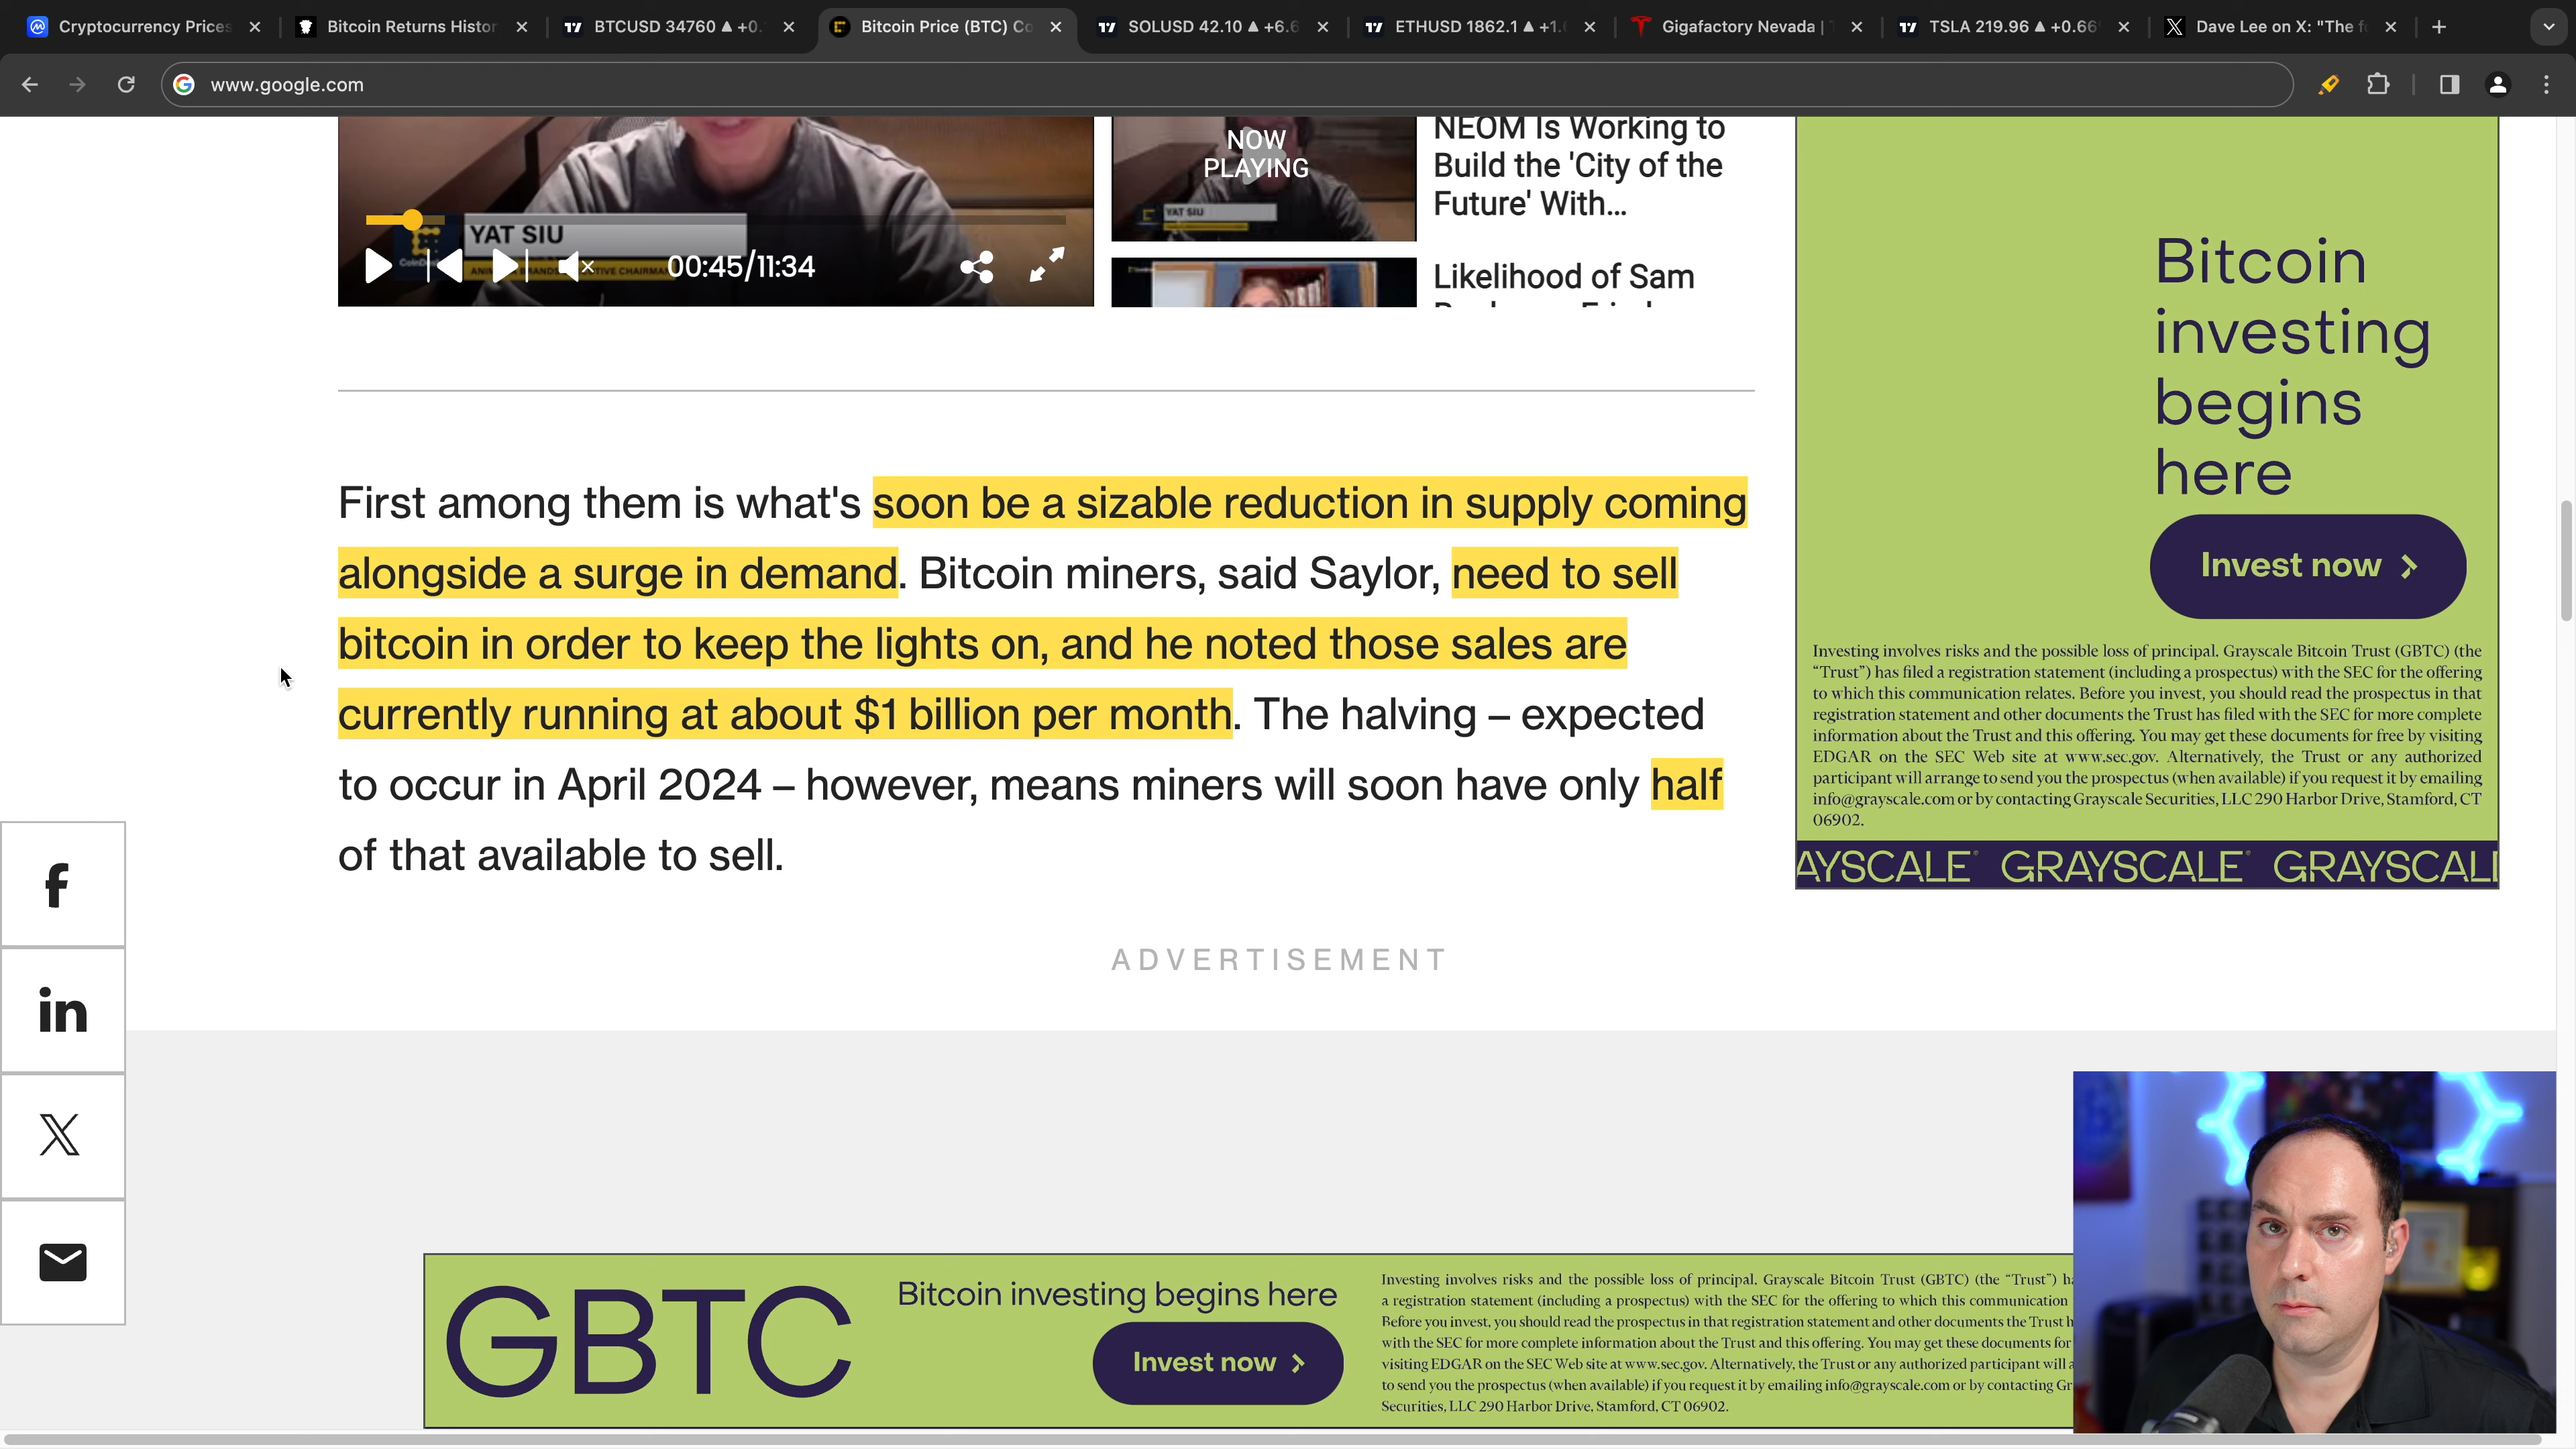 Cryptocurrency Prices
Bitcoin Returns Histor
BTCUSD 34760 ▲ +0.
Bitcoin Price (BTC) Co
SOLUSD 42.10 ▲ +6.6
ETHUSD 1862.1 ▲ +1.
Gigafactory Nevada | T
TSLA 219.96 ▲ +0.66
Dave Lee on X: "The f
www.google.com
YAT SIU
00:45/11:34
NOW
PLAYING
YAT SIU
NEOM Is Working to
Build the 'City of the
Future' With...
Likelihood of Sam
First among them is what's soon be a sizable reduction in supply coming
alongside a surge in demand. Bitcoin miners, said Saylor, need to sell
bitcoin in order to keep the lights on, and he noted those sales are
currently running at about $1 billion per month. The halving – expected
to occur in April 2024 – however, means miners will soon have only half
of that available to sell.
Bitcoin
investing
begins
here
Invest now
Investing involves risks and the possible loss of principal. Grayscale Bitcoin Trust (GBTC) (the
“Trust”) has filed a registration statement (including a prospectus) with the SEC for the offering
to which this communication relates. Before you invest, you should read the prospectus in that
registration statement and other documents the Trust has filed with the SEC for more complete
information about the Trust and this offering. You may get these documents for free by visiting
EDGAR on the SEC Web site at www.sec.gov. Alternatively, the Trust or any authorized
participant will arrange to send you the prospectus (when available) if you request it by emailing
info@grayscale.com or by contacting Grayscale Securities, LLC 290 Harbor Drive, Stamford, CT
06902.
AYSCALE GRAYSCALE GRAYSCAL
ADVERTISEMENT
GBTC
Bitcoin investing begins here
Invest now
Investing involves risks and the possible loss of principal. Grayscale Bitcoin Trust (GBTC) (the “Trust”) ha
a registration statement (including a prospectus) with the SEC for the offering to which this communication
Before you invest, you should read the prospectus in that registration statement and other documents the Trust h
with the SEC for more complete information about the Trust and this offering. You may get these documents for
visiting EDGAR on the SEC Web site at www.sec.gov. Alternatively, the Trust or any authorized participant will a
to send you the prospectus (when available) if you request it by emailing info@grayscale.com or by contacting Gr
Securities, LLC 290 Harbor Drive, Stamford, CT 06902.